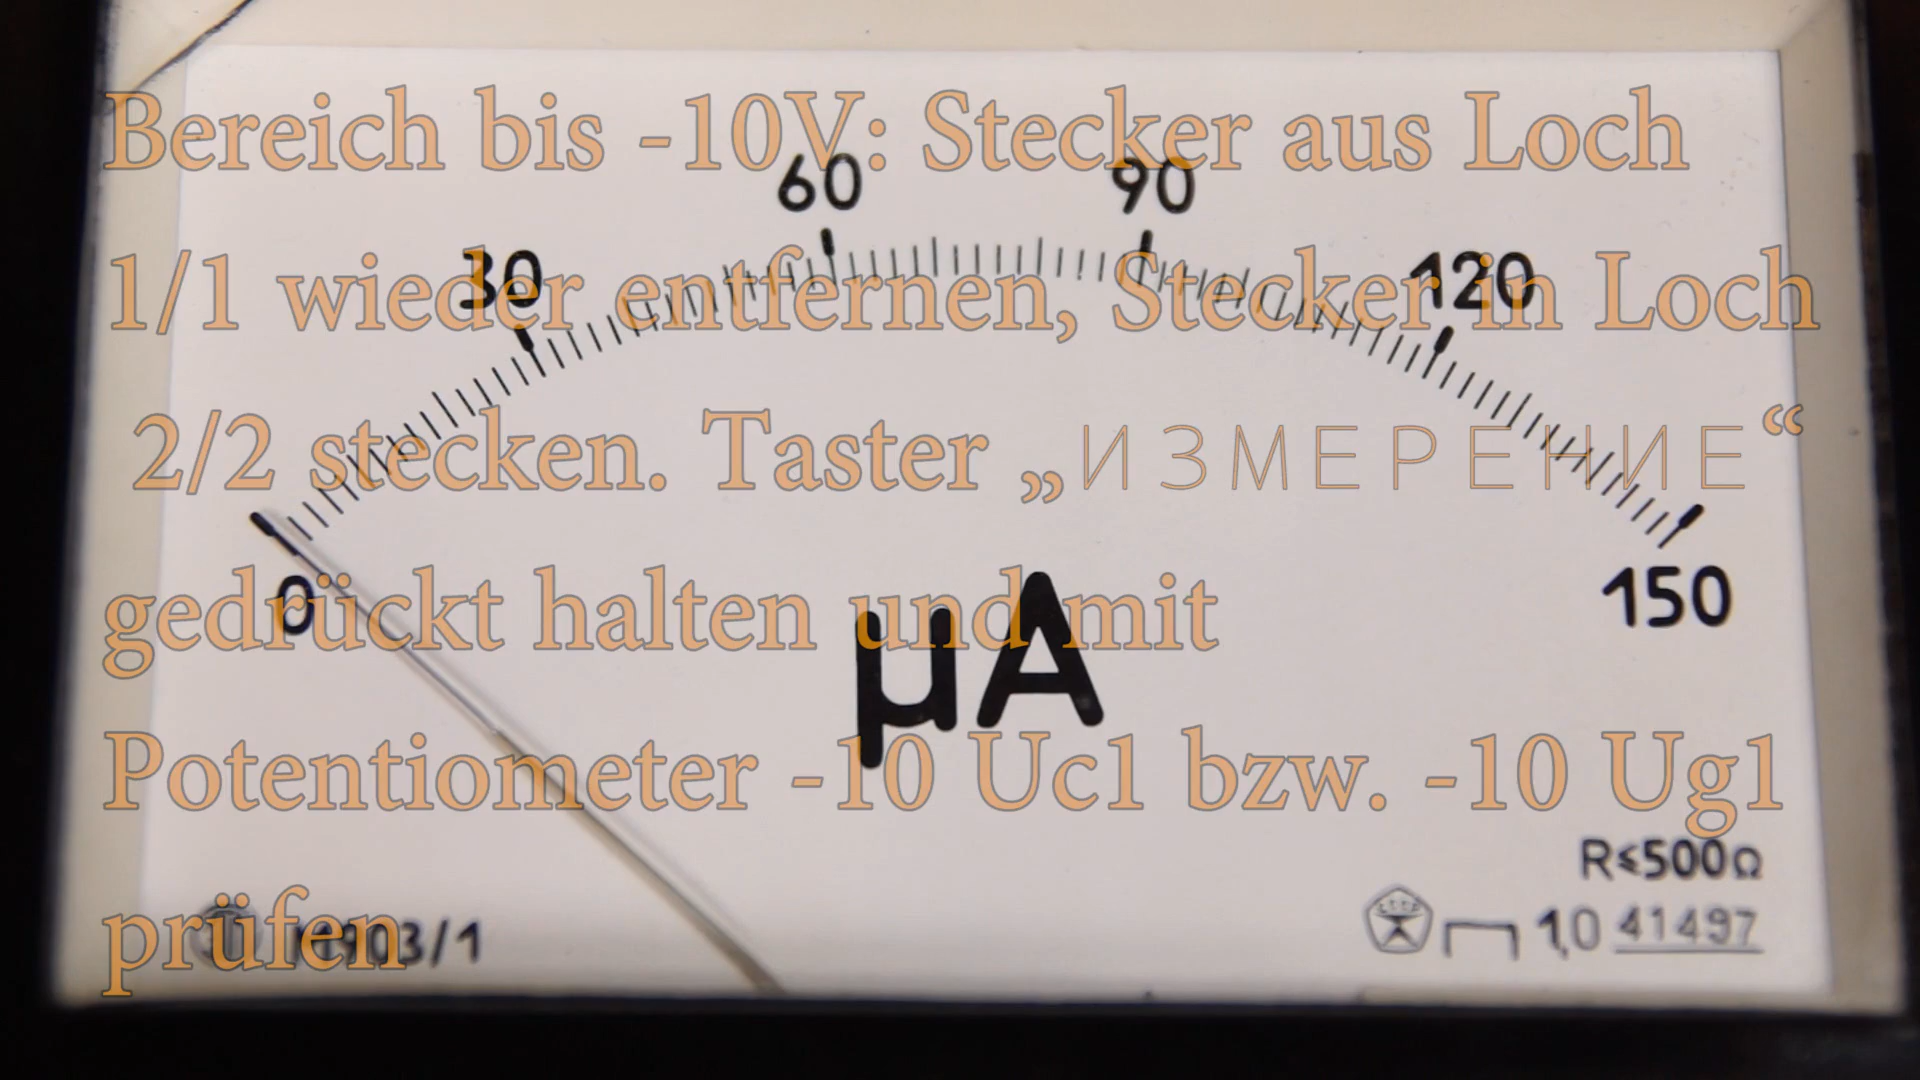 Bereich bis -10V: Stecker aus Loch
60 90
1/1 wieder entfernen, Stecker in Loch
30 120
2/2 stecken. Taster „ИЗМЕРЕНИЕ“
0 150
gedrückt halten und mit
µA
Potentiometer -10 Uc1 bzw. -10 Ug1
R≤500Ω
prüfen
М903/1
1,0 41497